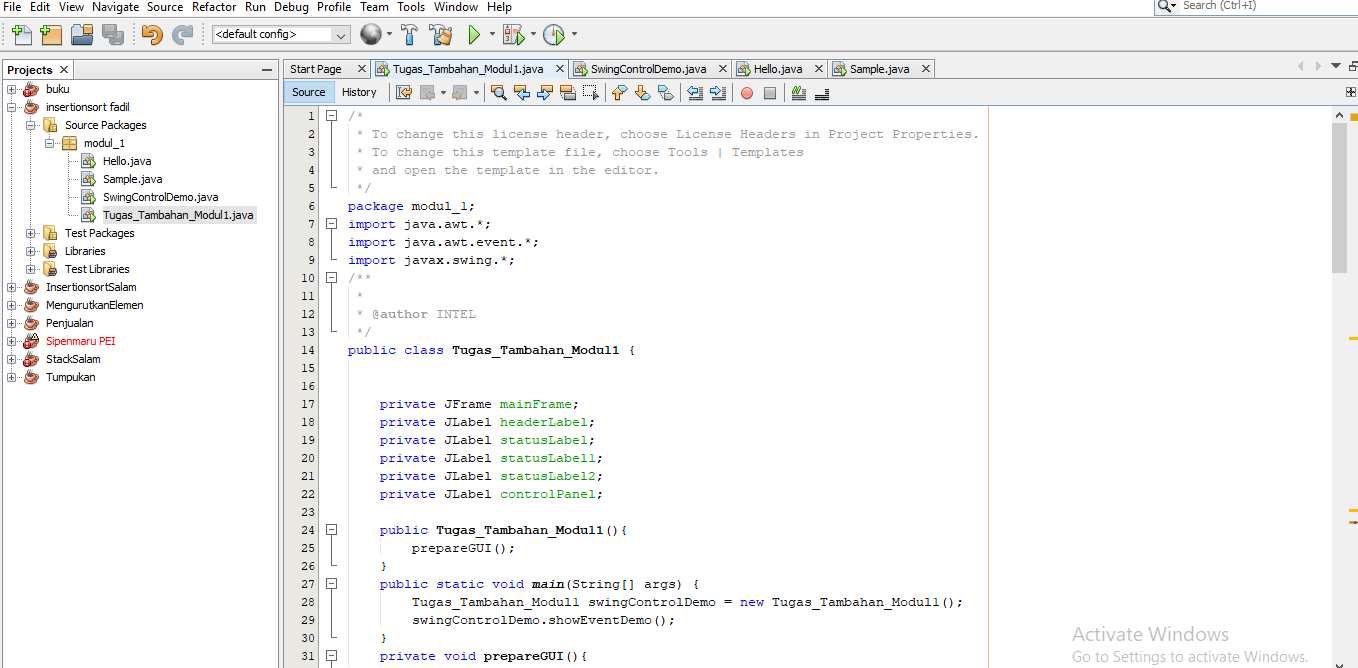 File Edit View Navigate Source Refactor Run Debug Profile Team Tools Window Help
Search (Ctrl+I)
<default config>
Projects
Start Page
Tugas_Tambahan_Modul1.java
SwingControlDemo.java
Hello.java
Sample.java
Source History
buku
insertionsort fadil
Source Packages
modul_1
Hello.java
Sample.java
SwingControlDemo.java
Tugas_Tambahan_Modul1.java
Test Packages
Libraries
Test Libraries
InsertionsortSalam
MengurutkanElemen
Penjualan
Sipenmaru PEI
StackSalam
Tumpukan
1 /*
2 * To change this license header, choose License Headers in Project Properties.
3 * To change this template file, choose Tools | Templates
4 * and open the template in the editor.
5 */
6 package modul_1;
7 import java.awt.*;
8 import java.awt.event.*;
9 import javax.swing.*;
10 /**
11 *
12 * @author INTEL
13 */
14 public class Tugas_Tambahan_Modul1 {
15
16
17 private JFrame mainFrame;
18 private JLabel headerLabel;
19 private JLabel statusLabel;
20 private JLabel statusLabel1;
21 private JLabel statusLabel2;
22 private JLabel controlPanel;
23
24 public Tugas_Tambahan_Modul1(){
25 prepareGUI();
26 }
27 public static void main(String[] args) {
28 Tugas_Tambahan_Modul1 swingControlDemo = new Tugas_Tambahan_Modul1();
29 swingControlDemo.showEventDemo();
30 }
31 private void prepareGUI(){
Activate Windows
Go to Settings to activate Windows.